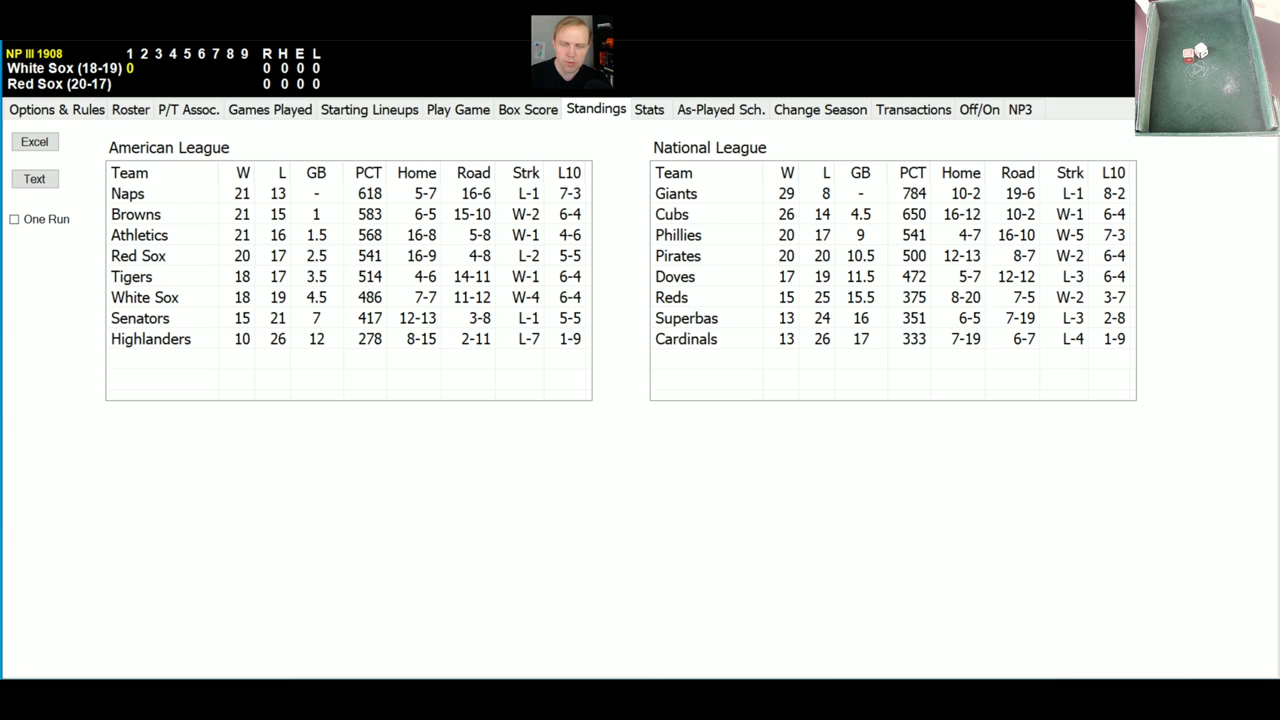 NP III 1908 1 2 3 4 5 6 7 8 9 R H E L
White Sox (18-19) 0 0 0 0 0
Red Sox (20-17) 0 0 0 0
Options & Rules Roster P/T Assoc. Games Played Starting Lineups Play Game Box Score Standings Stats As-Played Sch. Change Season Transactions Off/On NP3
Excel
Text
One Run
American League
Team W L GB PCT Home Road Strk L10
Naps 21 13 - 618 5-7 16-6 L-1 7-3
Browns 21 15 1 583 6-5 15-10 W-2 6-4
Athletics 21 16 1.5 568 16-8 5-8 W-1 4-6
Red Sox 20 17 2.5 541 16-9 4-8 L-2 5-5
Tigers 18 17 3.5 514 4-6 14-11 W-1 6-4
White Sox 18 19 4.5 486 7-7 11-12 W-4 6-4
Senators 15 21 7 417 12-13 3-8 L-1 5-5
Highlanders 10 26 12 278 8-15 2-11 L-7 1-9
National League
Team W L GB PCT Home Road Strk L10
Giants 29 8 - 784 10-2 19-6 L-1 8-2
Cubs 26 14 4.5 650 16-12 10-2 W-1 6-4
Phillies 20 17 9 541 4-7 16-10 W-5 7-3
Pirates 20 20 10.5 500 12-13 8-7 W-2 6-4
Doves 17 19 11.5 472 5-7 12-12 L-3 6-4
Reds 15 25 15.5 375 8-20 7-5 W-2 3-7
Superbas 13 24 16 351 6-5 7-19 L-3 2-8
Cardinals 13 26 17 333 7-19 6-7 L-4 1-9